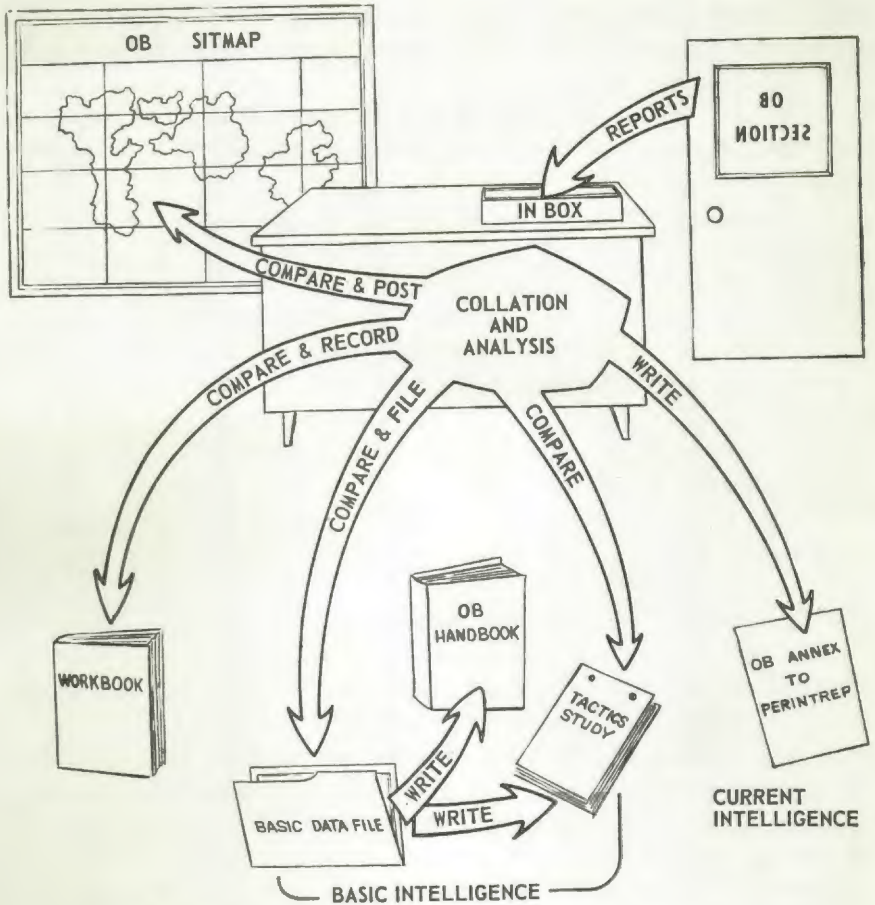 OB SITMAP
OB
SECTION
REPORTS
IN BOX
COMPARE & POST
COLLATION
AND
ANALYSIS
COMPARE & RECORD
COMPARE & FILE
COMPARE
WRITE
WORKBOOK
OB
HANDBOOK
TACTICS
STUDY
OB ANNEX
TO
PERINTREP
BASIC DATA FILE
WRITE
WRITE
CURRENT
INTELLIGENCE
BASIC INTELLIGENCE